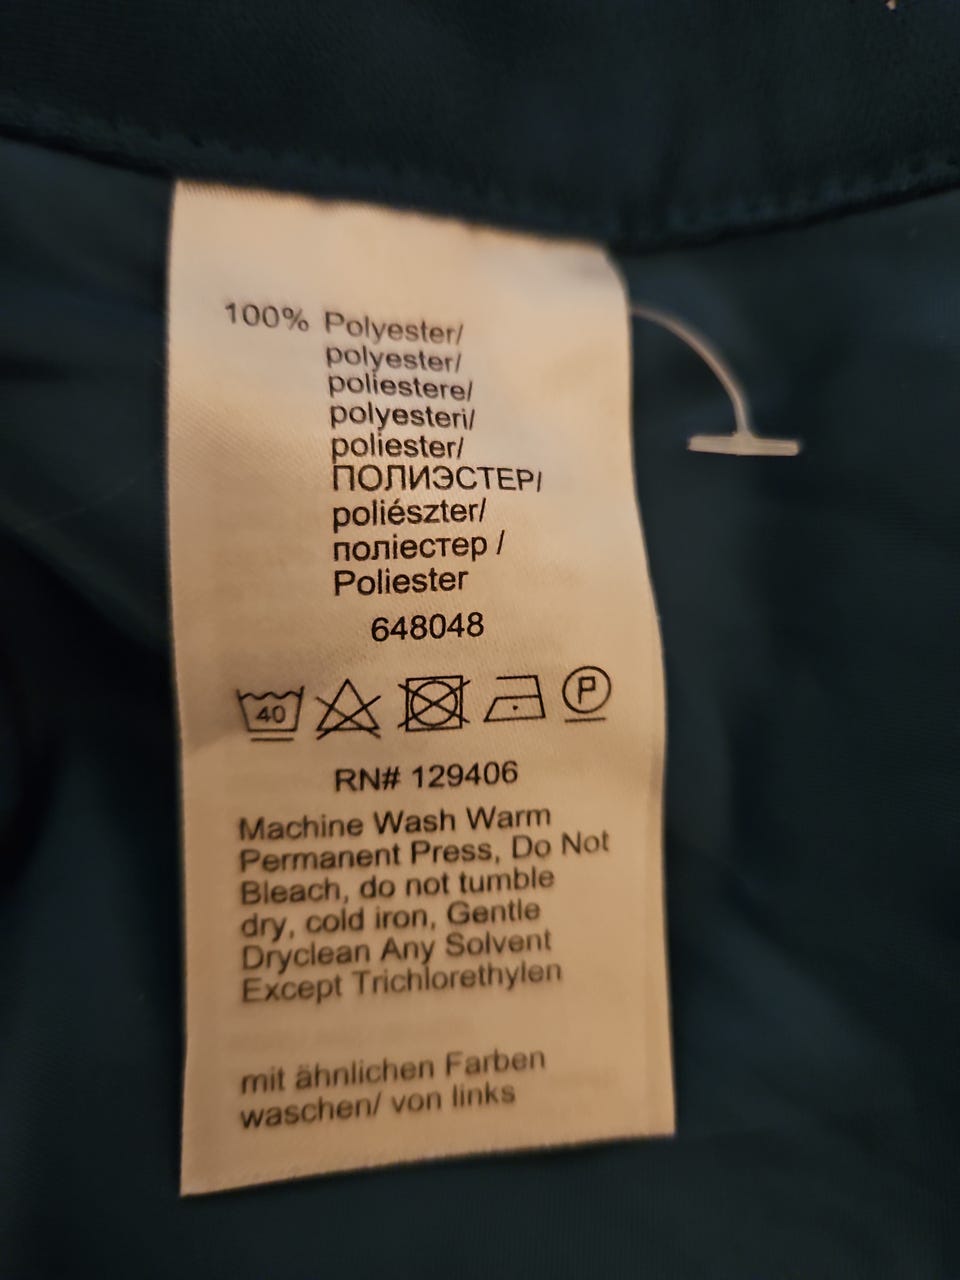 100% Polyester/
polyester/
poliestere/
polyesteri/
poliester/
ПОЛИЭСТЕР/
poliészter/
поліестер /
Poliester
648048
40 P
RN# 129406
Machine Wash Warm
Permanent Press, Do Not
Bleach, do not tumble
dry, cold iron, Gentle
Dryclean Any Solvent
Except Trichlorethylen
mit ähnlichen Farben
waschen/ von links